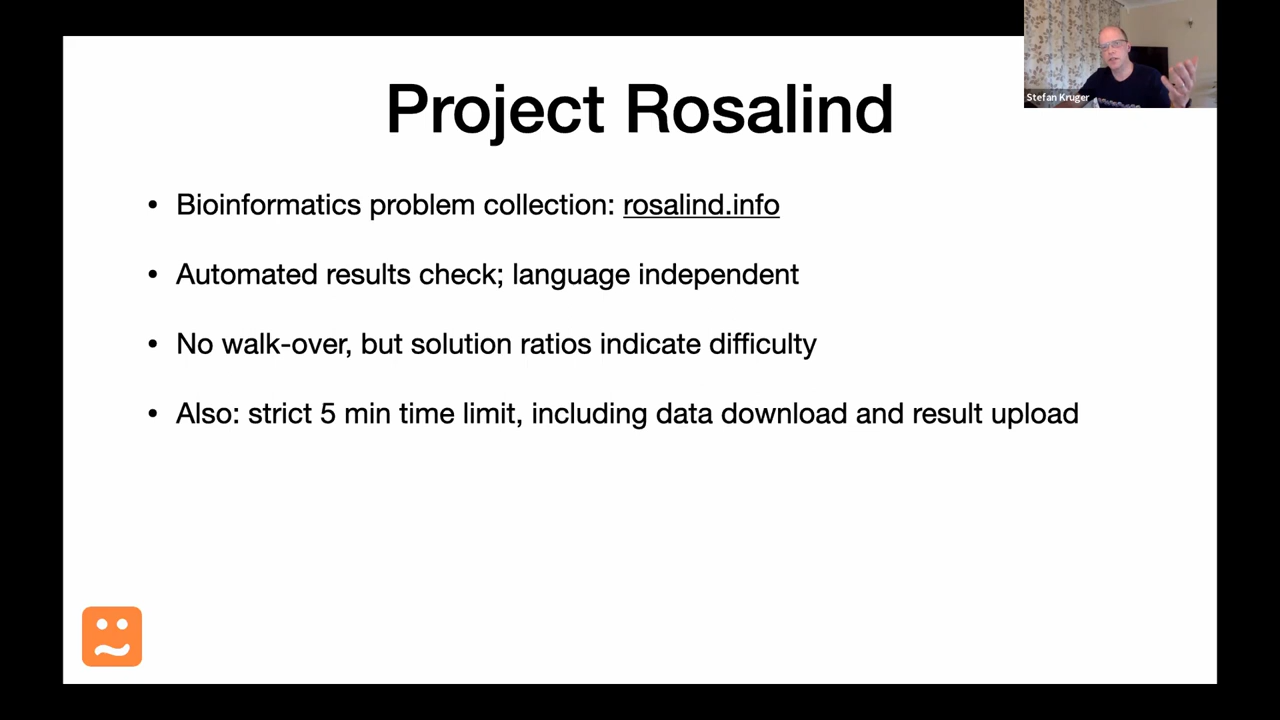 Project Rosalind
Stefan Kruger
• Bioinformatics problem collection: rosalind.info
• Automated results check; language independent
• No walk-over, but solution ratios indicate difficulty
• Also: strict 5 min time limit, including data download and result upload